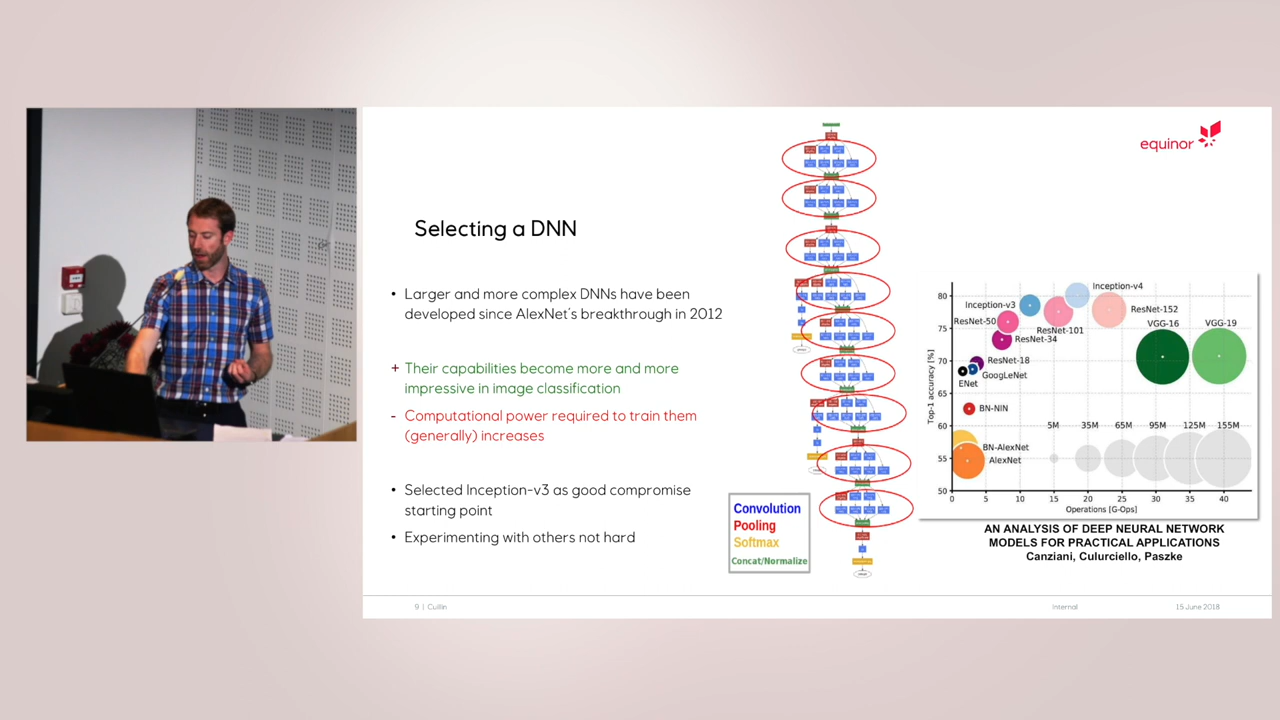 equinor
Selecting a DNN
• Larger and more complex DNNs have been
developed since AlexNet's breakthrough in 2012
+ Their capabilities become more and more
impressive in image classification
- Computational power required to train them
(generally) increases
• Selected Inception-v3 as good compromise
starting point
• Experimenting with others not hard
Convolution
Pooling
Softmax
Concat/Normalize
Top-1 accuracy [%]
80
75
70
65
60
55
50
Inception-v4
Inception-v3
ResNet-152
ResNet-50
VGG-16 VGG-19
ResNet-101
ResNet-34
ResNet-18
GoogLeNet
ENet
BN-NIN
5M 35M 65M 95M 125M 155M
BN-AlexNet
AlexNet
0 5 10 15 20 25 30 35 40
Operations [G-Ops]
AN ANALYSIS OF DEEP NEURAL NETWORK
MODELS FOR PRACTICAL APPLICATIONS
Canziani, Culurciello, Paszke
9 | Cuillin
Internal
15 June 2018